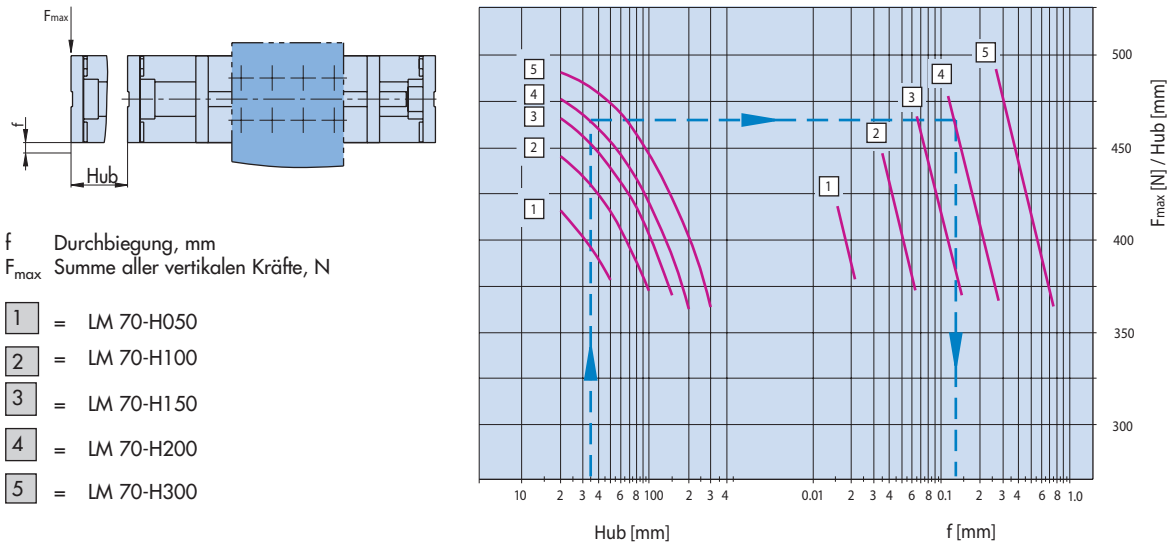 Fmax
f
Hub
f Durchbiegung, mm
Fmax Summe aller vertikalen Kräfte, N
1 = LM 70-H050
2 = LM 70-H100
3 = LM 70-H150
4 = LM 70-H200
5 = LM 70-H300
5
4
3
2
1
1
2
3
4
5
500
450
400
350
300
Fmax [N] / Hub [mm]
10 2 3 4 6 8 100 2 3 4
0.01 2 3 4 6 8 0.1 2 3 4 6 8 1.0
Hub [mm]
f [mm]